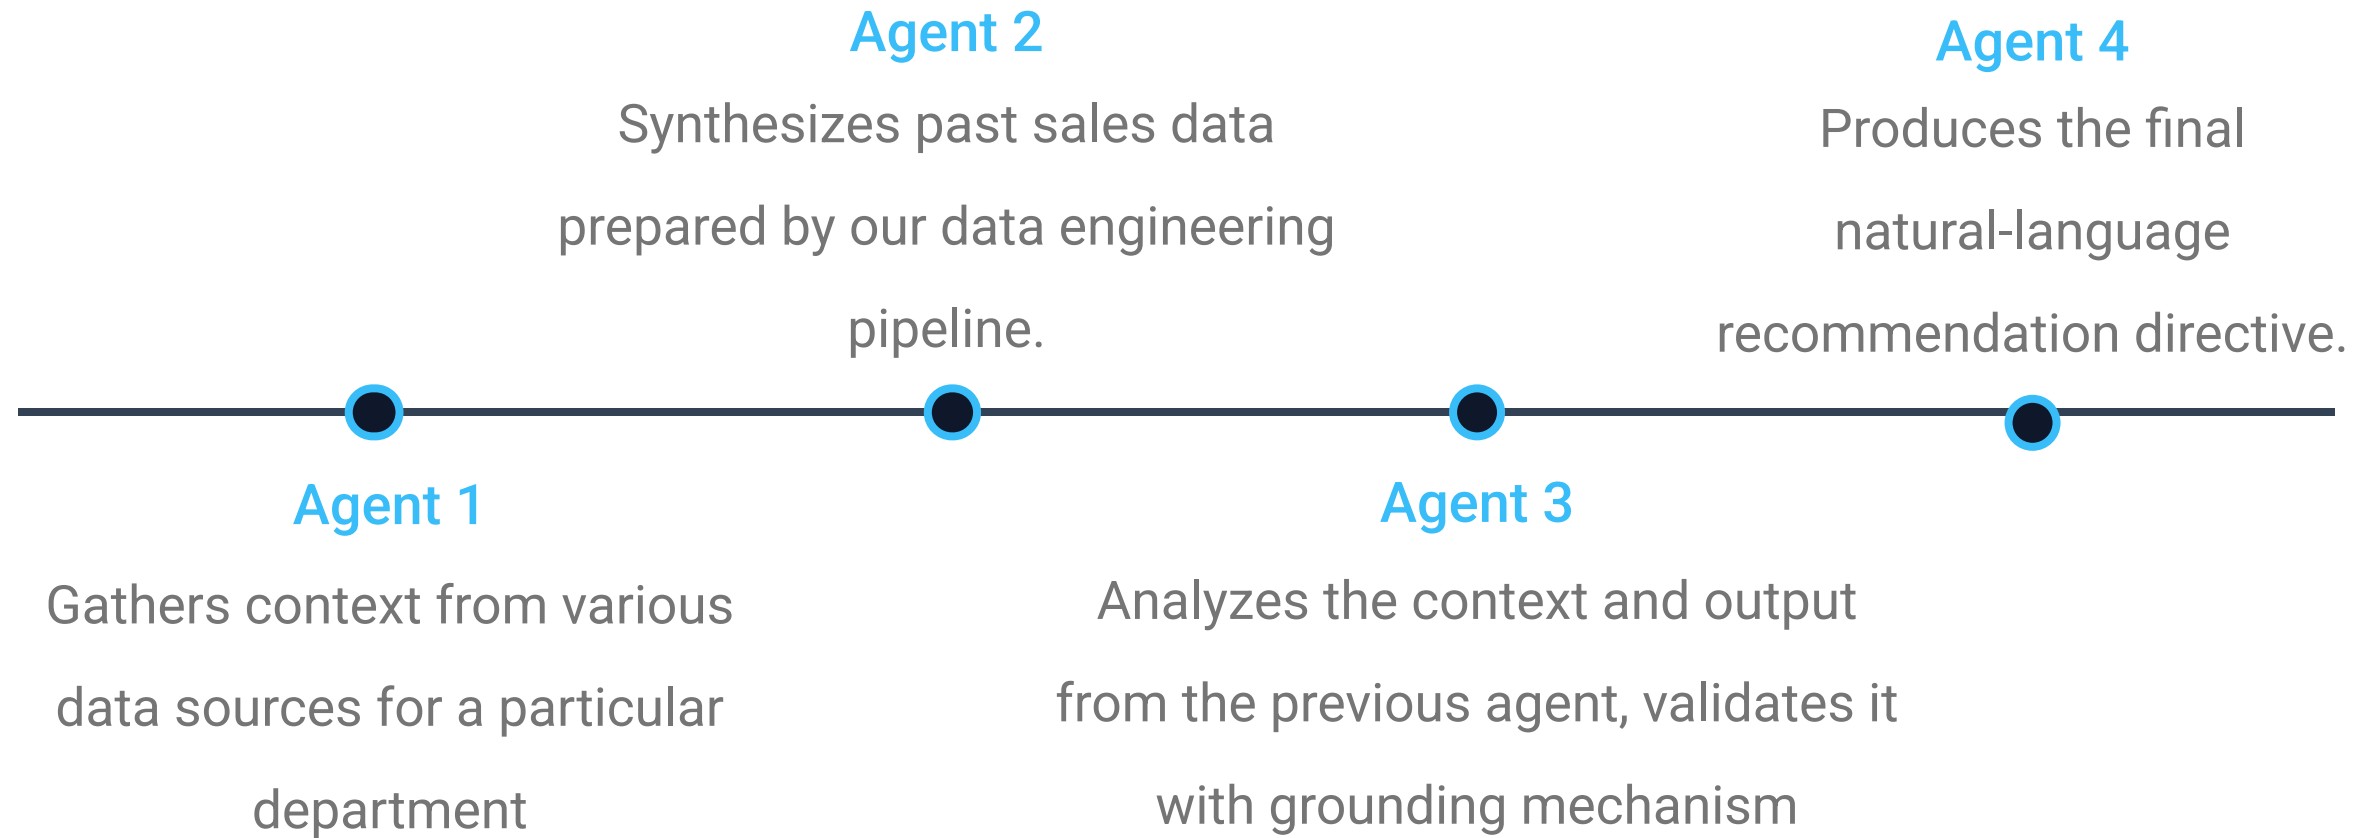 Agent 1
Gathers context from various
data sources for a particular
department
Agent 2
Synthesizes past sales data
prepared by our data engineering
pipeline.
Agent 3
Analyzes the context and output
from the previous agent, validates it
with grounding mechanism
Agent 4
Produces the final
natural-language
recommendation directive.